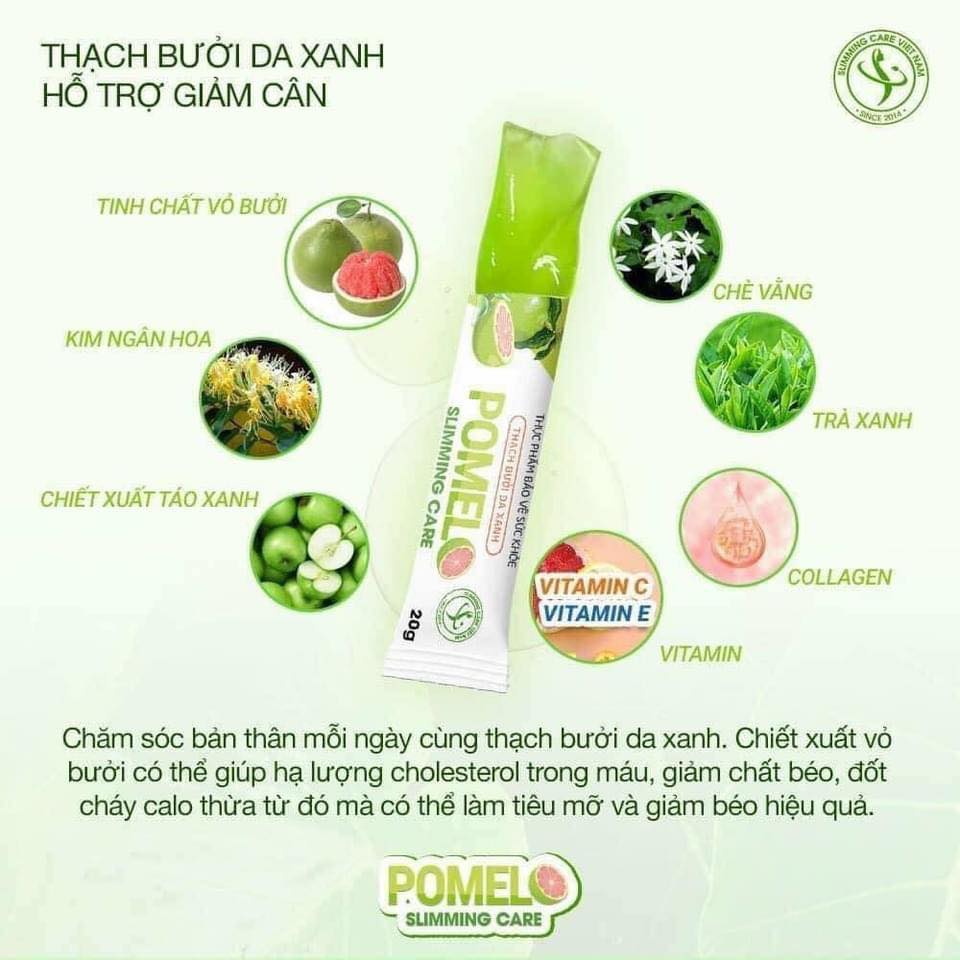 THẠCH BƯỞI DA XANH
HỖ TRỢ GIẢM CÂN
SLIMMING CARE VIET NAM
SINCE 2014
TINH CHẤT VỎ BƯỞI
CHÈ VẰNG
KIM NGÂN HOA
TRÀ XANH
CHIẾT XUẤT TÁO XANH
COLLAGEN
VITAMIN C
VITAMIN E
VITAMIN
THỰC PHẨM BẢO VỆ SỨC KHỎE
THẠCH BƯỞI DA XANH
POMELO
SLIMMING CARE
20g
Chăm sóc bản thân mỗi ngày cùng thạch bưởi da xanh. Chiết xuất vỏ
bưởi có thể giúp hạ lượng cholesterol trong máu, giảm chất béo, đốt
cháy calo thừa từ đó mà có thể làm tiêu mỡ và giảm béo hiệu quả.
POMELO
SLIMMING CARE